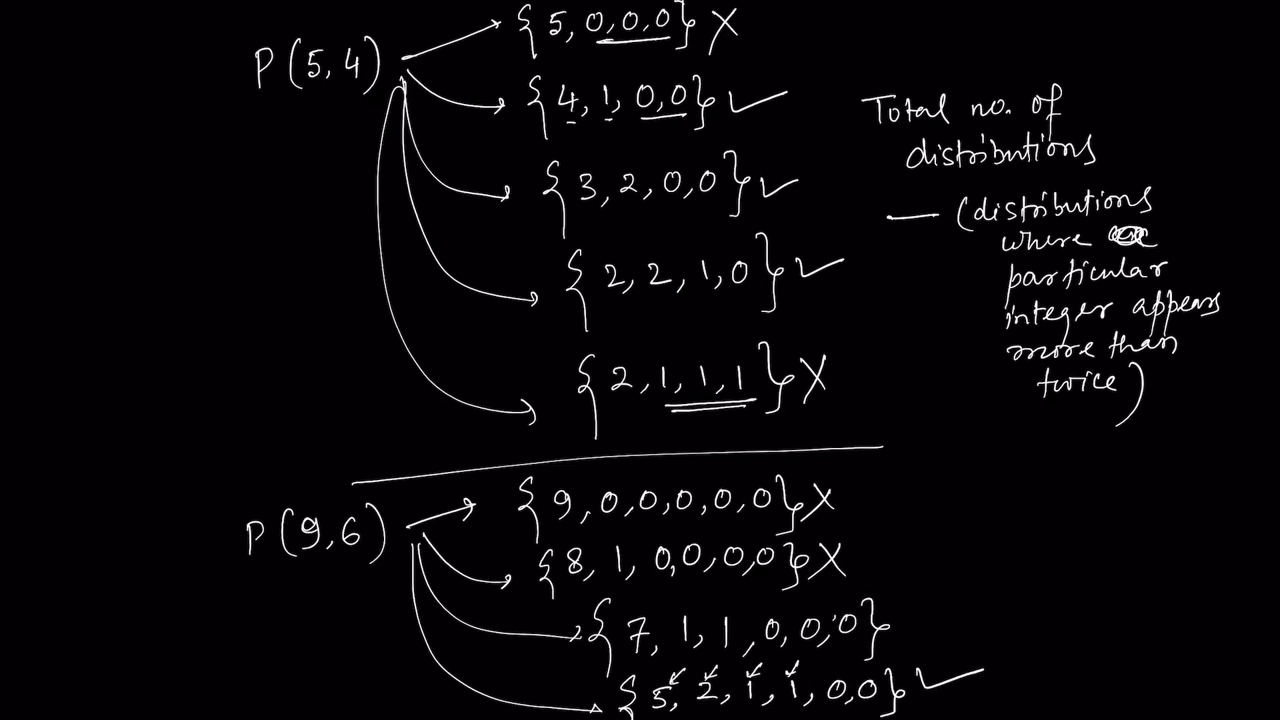 P(5,4)
{5, 0, 0, 0} X
{4, 1, 0, 0} ✓
{3, 2, 0, 0} ✓
{2, 2, 1, 0} ✓
{2, 1, 1, 1} X
Total no. of
distributions
— (distributions
where
particular
integer appears
more than
twice)
P(9,6)
{9, 0, 0, 0, 0, 0} X
{8, 1, 0, 0, 0, 0} X
{7, 1, 1, 0, 0, 0}
{5, 2, 1, 1, 0, 0} ✓